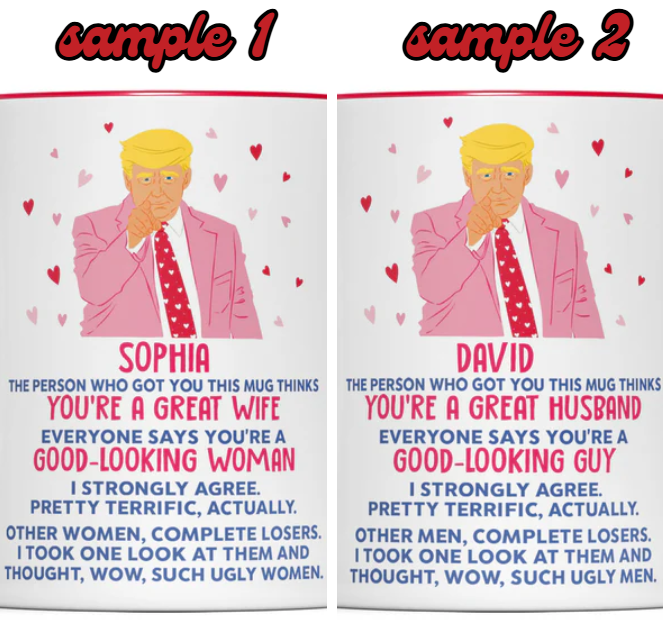 sample 1
SOPHIA
THE PERSON WHO GOT YOU THIS MUG THINKS
YOU'RE A GREAT WIFE
EVERYONE SAYS YOU'RE A
GOOD-LOOKING WOMAN
I STRONGLY AGREE.
PRETTY TERRIFIC, ACTUALLY.
OTHER WOMEN, COMPLETE LOSERS.
I TOOK ONE LOOK AT THEM AND
THOUGHT, WOW, SUCH UGLY WOMEN.
sample 2
DAVID
THE PERSON WHO GOT YOU THIS MUG THINKS
YOU'RE A GREAT HUSBAND
EVERYONE SAYS YOU'RE A
GOOD-LOOKING GUY
I STRONGLY AGREE.
PRETTY TERRIFIC, ACTUALLY.
OTHER MEN, COMPLETE LOSERS.
I TOOK ONE LOOK AT THEM AND
THOUGHT, WOW, SUCH UGLY MEN.